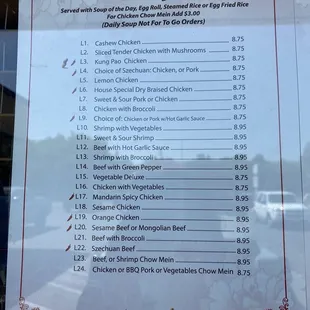 Served with Soup of the Day, Egg Roll, Steamed Rice or Egg Fried Rice
For Chicken Chow Mein Add $3.00
(Daily Soup Not For To Go Orders)
L1. Cashew Chicken 8.75
L2. Sliced Tender Chicken with Mushrooms 8.75
L3. Kung Pao Chicken 8.75
L4. Choice of Szechuan: Chicken, or Pork 8.75
L5. Lemon Chicken 8.75
L6. House Special Dry Braised Chicken 8.75
L7. Sweet & Sour Pork or Chicken 8.75
L8. Chicken with Broccoli 8.75
L9. Choice of: Chicken or Pork w/Hot Garlic Sauce 8.75
L10. Shrimp with Vegetables 8.95
L11. Sweet & Sour Shrimp 8.95
L12. Beef with Hot Garlic Sauce 8.95
L13. Shrimp with Broccoli 8.95
L14. Beef with Green Pepper 8.95
L15. Vegetable Deluxe 8.75
L16. Chicken with Vegetables 8.75
L17. Mandarin Spicy Chicken 8.95
L18. Sesame Chicken 8.95
L19. Orange Chicken 8.95
L20. Sesame Beef or Mongolian Beef 8.95
L21. Beef with Broccoli 8.95
L22. Szechuan Beef 8.95
L23. Beef, or Shrimp Chow Mein 8.95
L24. Chicken or BBQ Pork or Vegetables Chow Mein 8.75